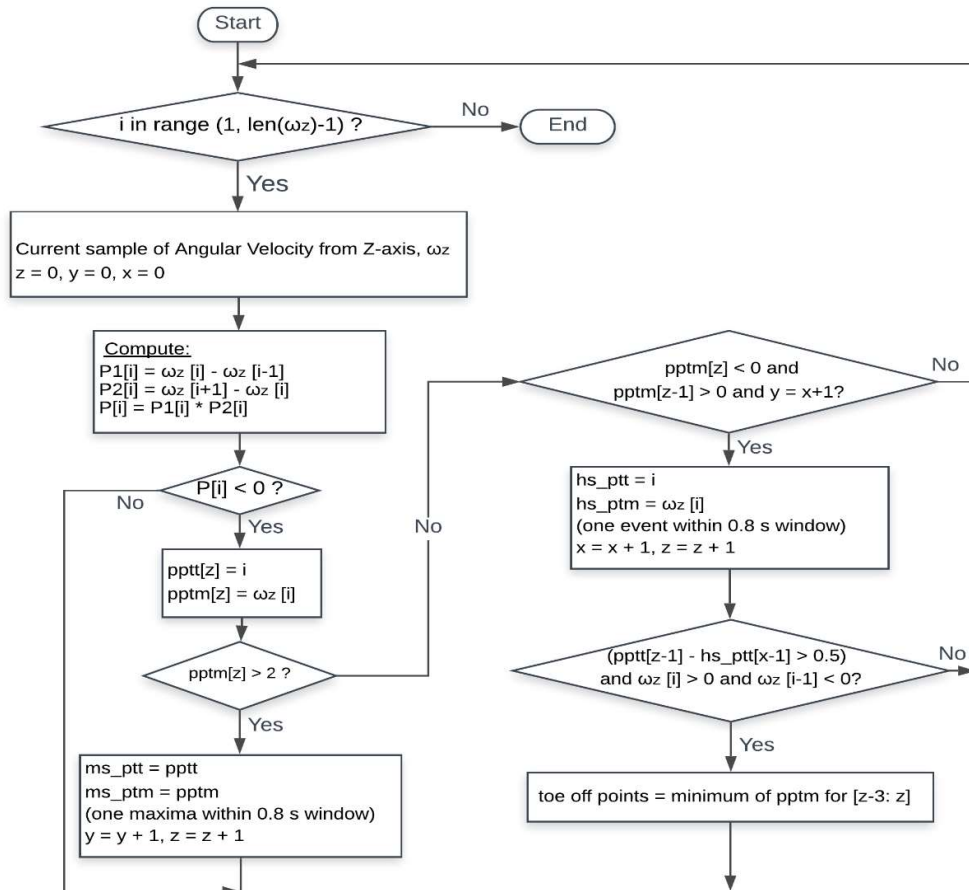 Start
i in range (1, len(ωz)-1) ?
No
End
Yes
Current sample of Angular Velocity from Z-axis, ωz
z = 0, y = 0, x = 0
Compute:
P1[i] = ωz [i] - ωz [i-1]
P2[i] = ωz [i+1] - ωz [i]
P[i] = P1[i] * P2[i]
P[i] < 0 ?
No
Yes
pptt[z] = i
pptm[z] = ωz [i]
pptm[z] > 2 ?
No
Yes
ms_ptt = pptt
ms_ptm = pptm
(one maxima within 0.8 s window)
y = y + 1, z = z + 1
pptm[z] < 0 and
pptm[z-1] > 0 and y = x+1?
No
Yes
hs_ptt = i
hs_ptm = ωz [i]
(one event within 0.8 s window)
x = x + 1, z = z + 1
(pptt[z-1] - hs_ptt[x-1] > 0.5)
and ωz [i] > 0 and ωz [i-1] < 0?
No
Yes
toe off points = minimum of pptm for [z-3: z]